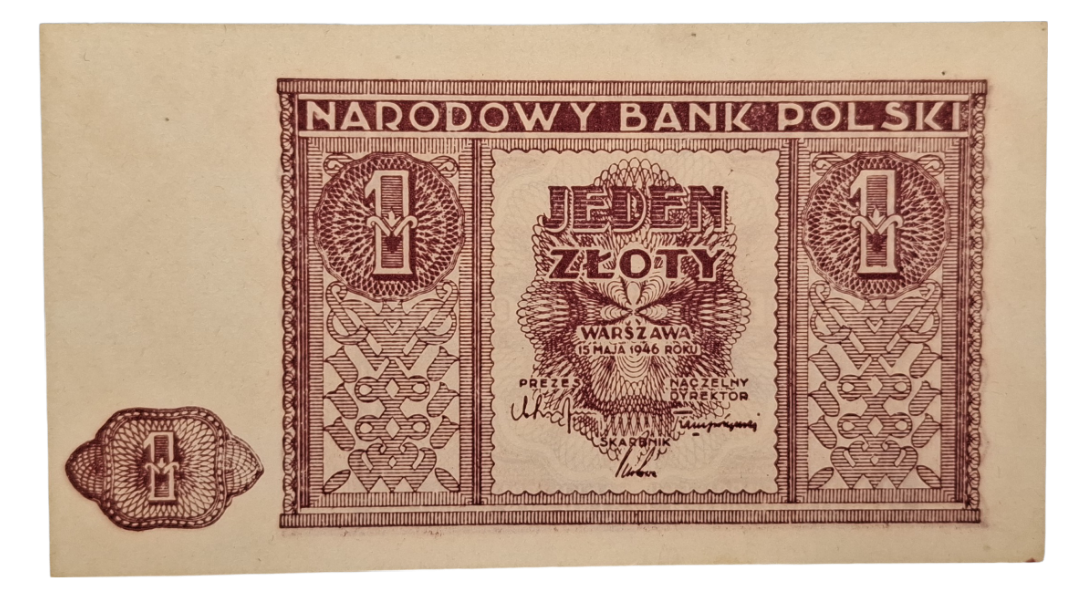 NARODOWY BANK POLSKI
1
1
JEDEN
ZŁOTY
WARSZAWA
15 MAJA 1946 ROKU
PREZES
NACZELNY
DYREKTOR
SKARBNIK
1